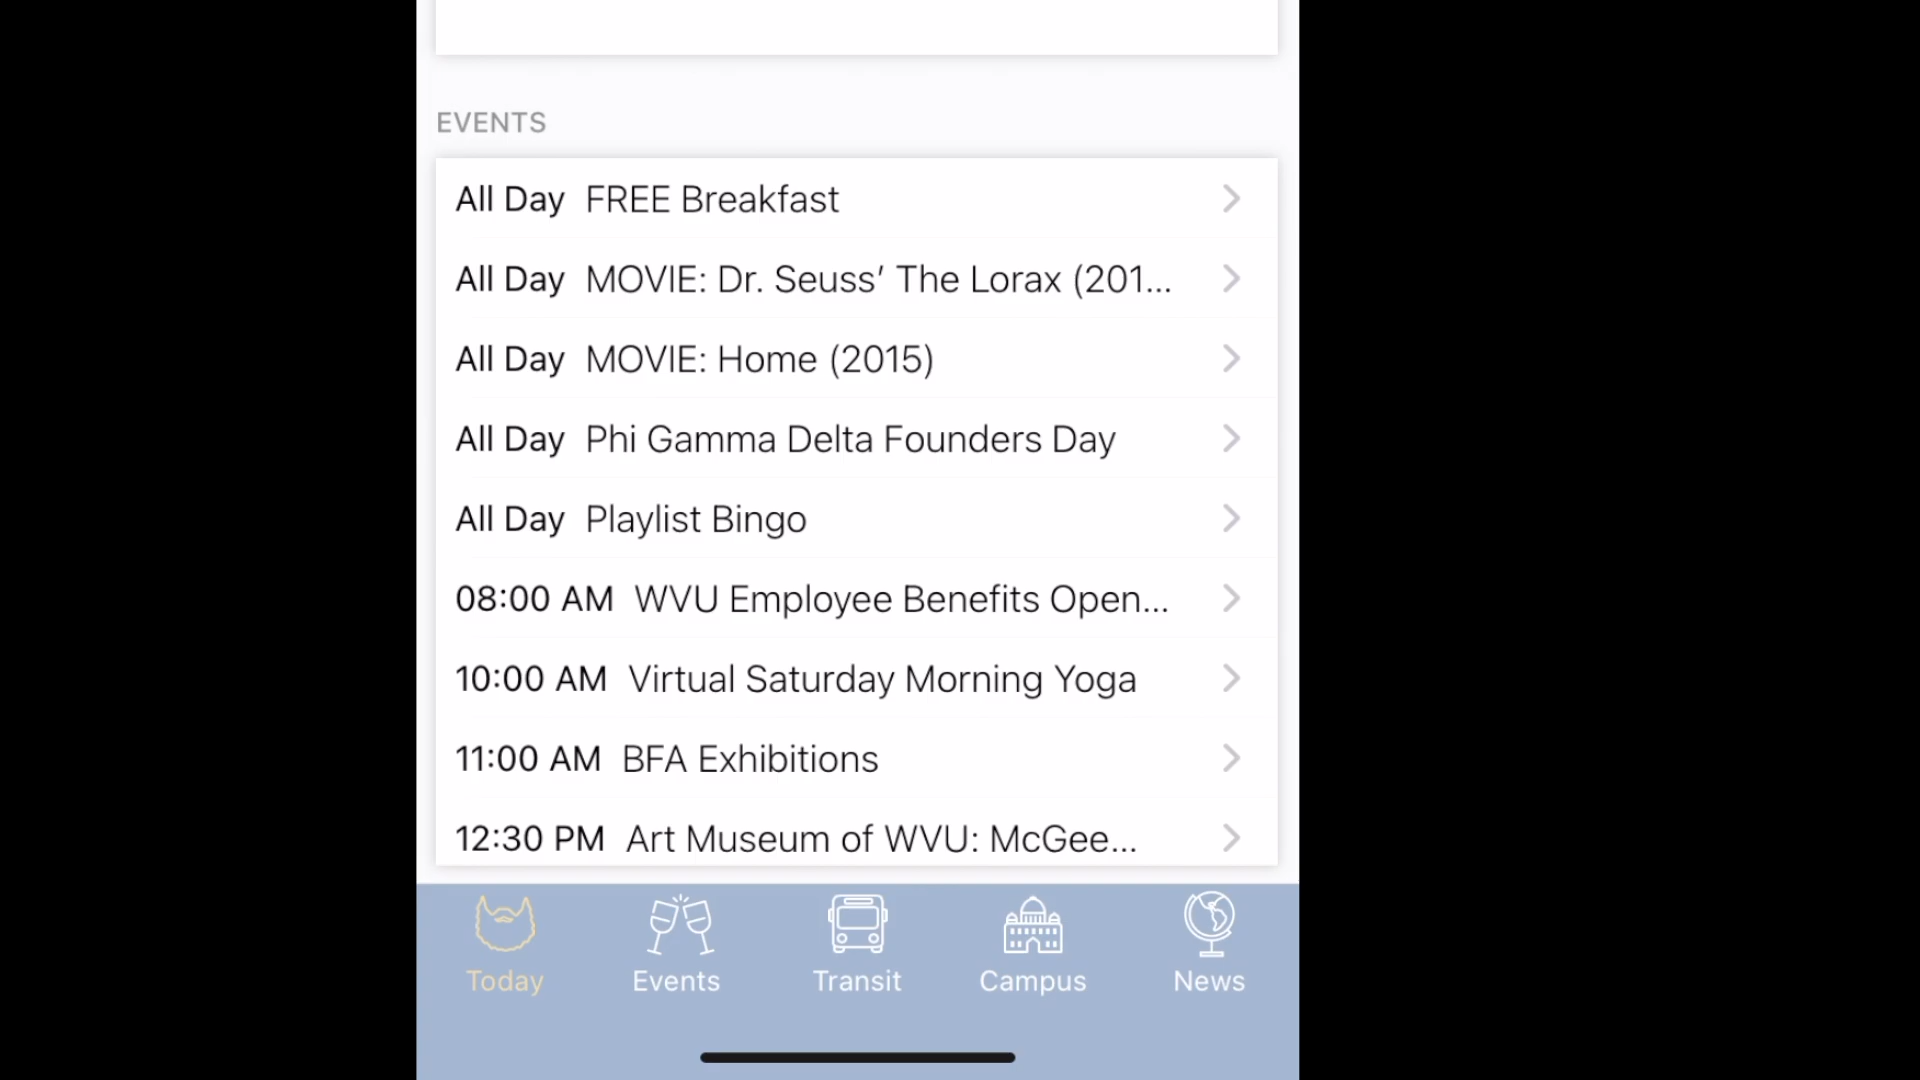 EVENTS
All Day FREE Breakfast
All Day MOVIE: Dr. Seuss’ The Lorax (201...
All Day MOVIE: Home (2015)
All Day Phi Gamma Delta Founders Day
All Day Playlist Bingo
08:00 AM WVU Employee Benefits Open...
10:00 AM Virtual Saturday Morning Yoga
11:00 AM BFA Exhibitions
12:30 PM Art Museum of WVU: McGee...
Today Events Transit Campus News